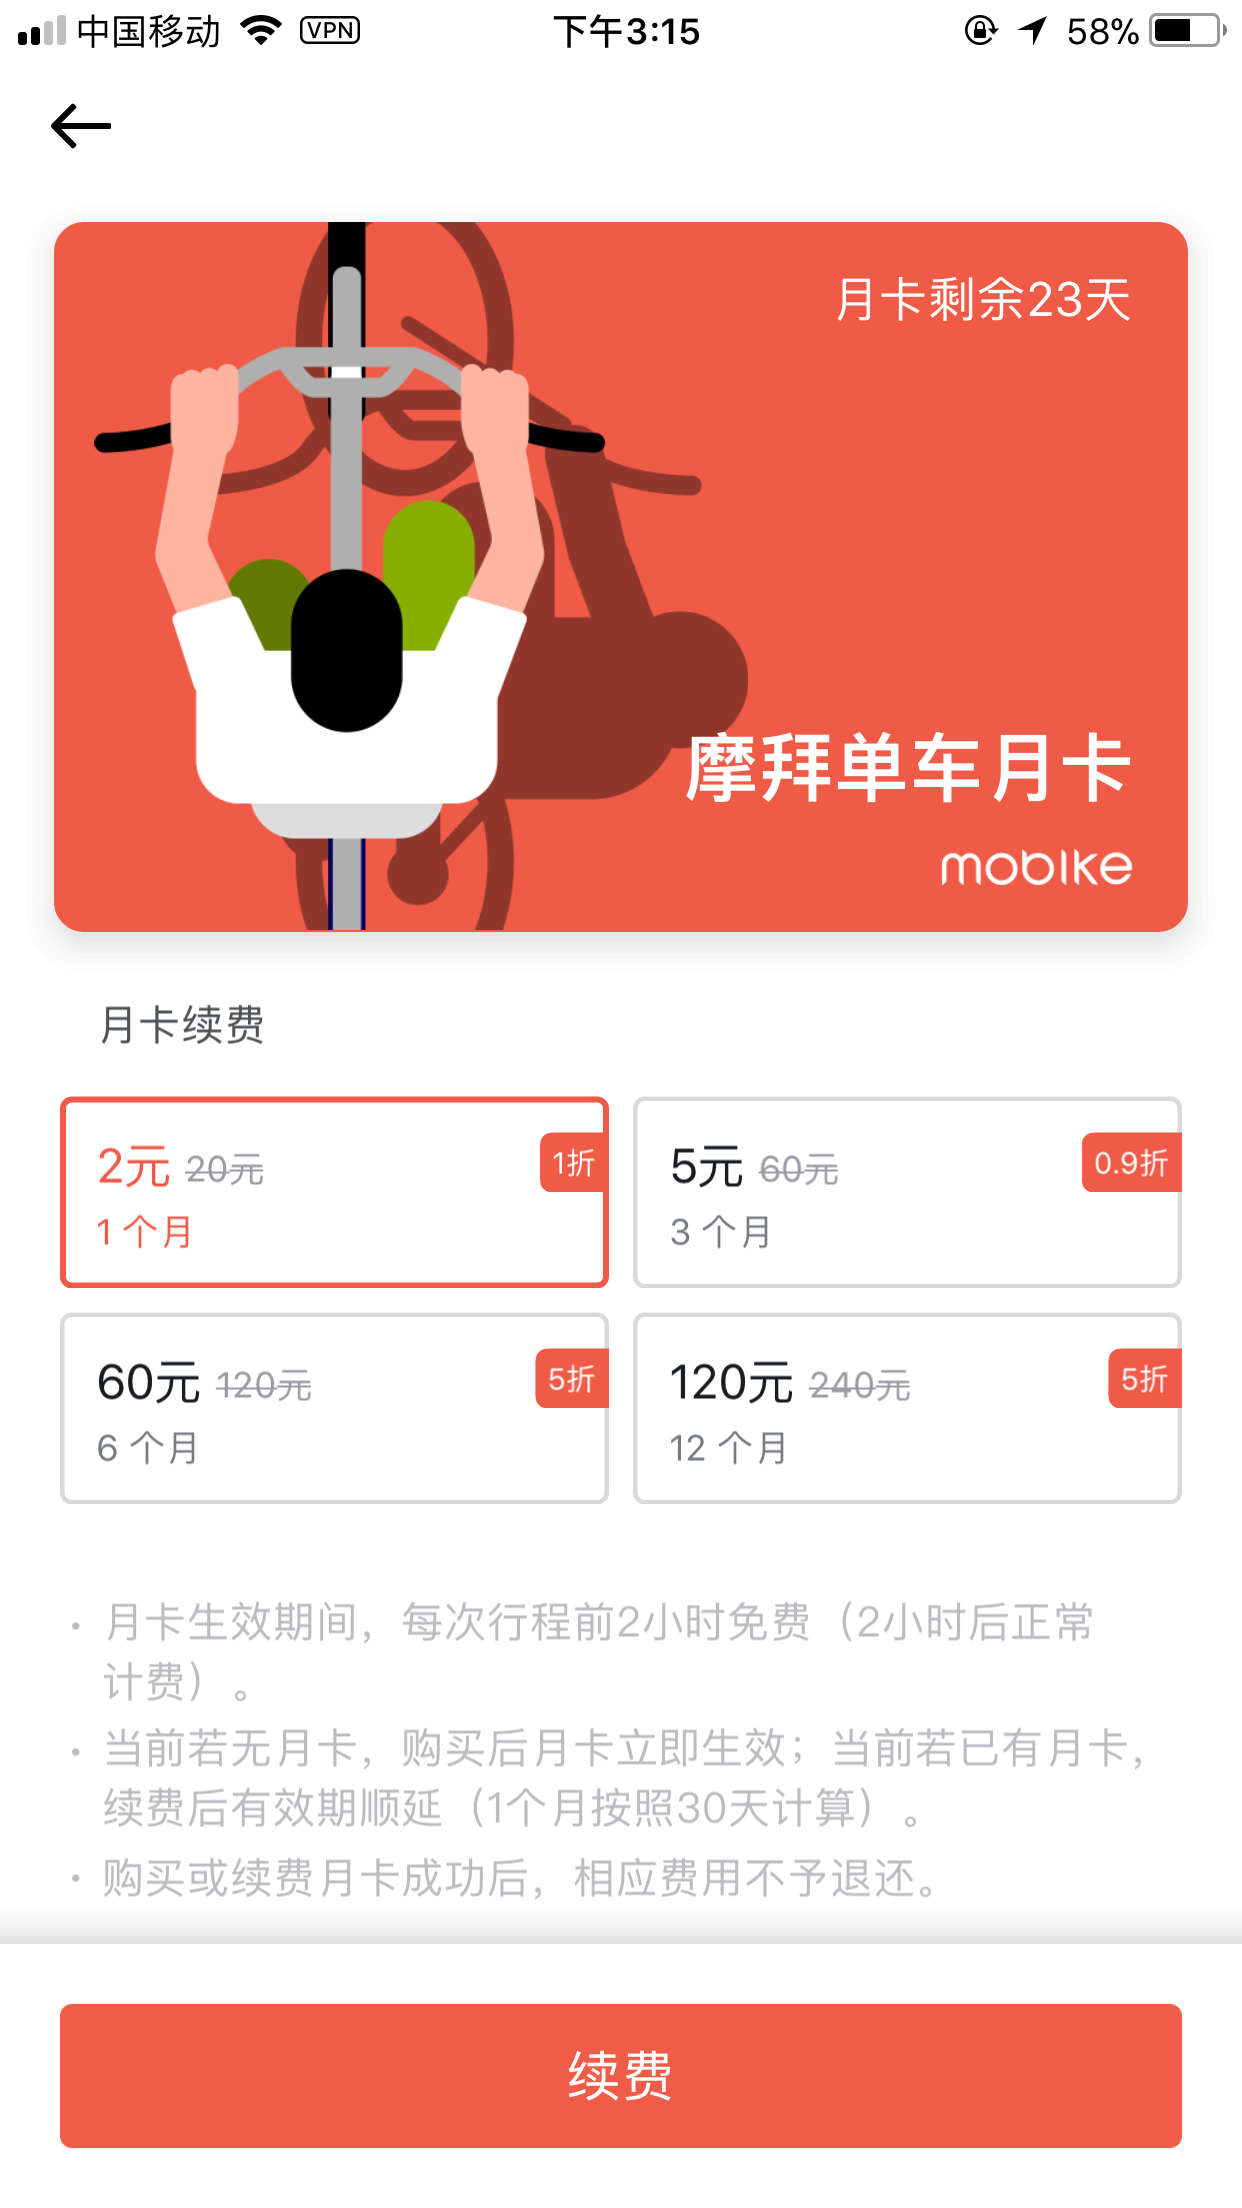 中国移动 VPN 下午3:15 58%
月卡剩余23天
摩拜单车月卡
mobike
月卡续费
2元 20元 1折
1 个月
5元 60元 0.9折
3 个月
60元 120元 5折
6 个月
120元 240元 5折
12 个月
· 月卡生效期间，每次行程前2小时免费（2小时后正常
计费）。
· 当前若无月卡，购买后月卡立即生效；当前若已有月卡，
续费后有效期顺延（1个月按照30天计算）。
· 购买或续费月卡成功后，相应费用不予退还。
续费